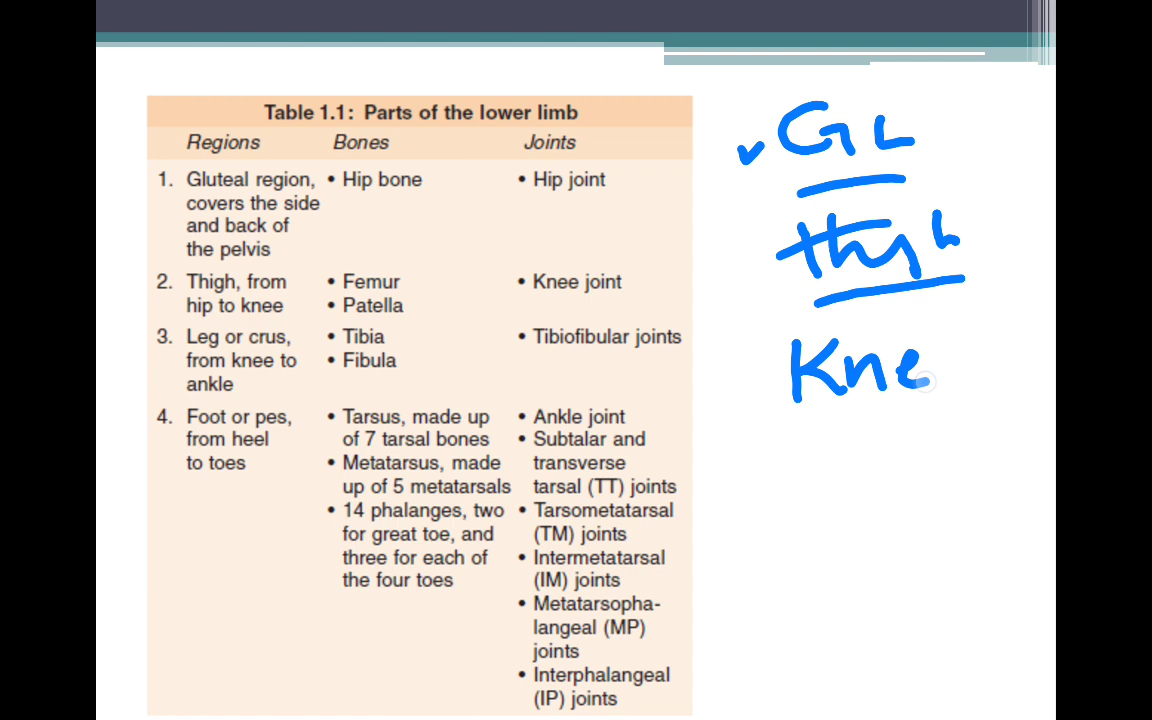 Table 1.1: Parts of the lower limb
Regions Bones Joints
1. Gluteal region, • Hip bone • Hip joint
covers the side
and back of
the pelvis
2. Thigh, from • Femur • Knee joint
hip to knee • Patella
3. Leg or crus, • Tibia • Tibiofibular joints
from knee to • Fibula
ankle
4. Foot or pes, • Tarsus, made up • Ankle joint
from heel of 7 tarsal bones • Subtalar and
to toes • Metatarsus, made transverse
up of 5 metatarsals tarsal (TT) joints
• 14 phalanges, two • Tarsometatarsal
for great toe, and (TM) joints
three for each of • Intermetatarsal
the four toes (IM) joints
• Metatarsopha-
langeal (MP)
joints
• Interphalangeal
(IP) joints
GL
Kne